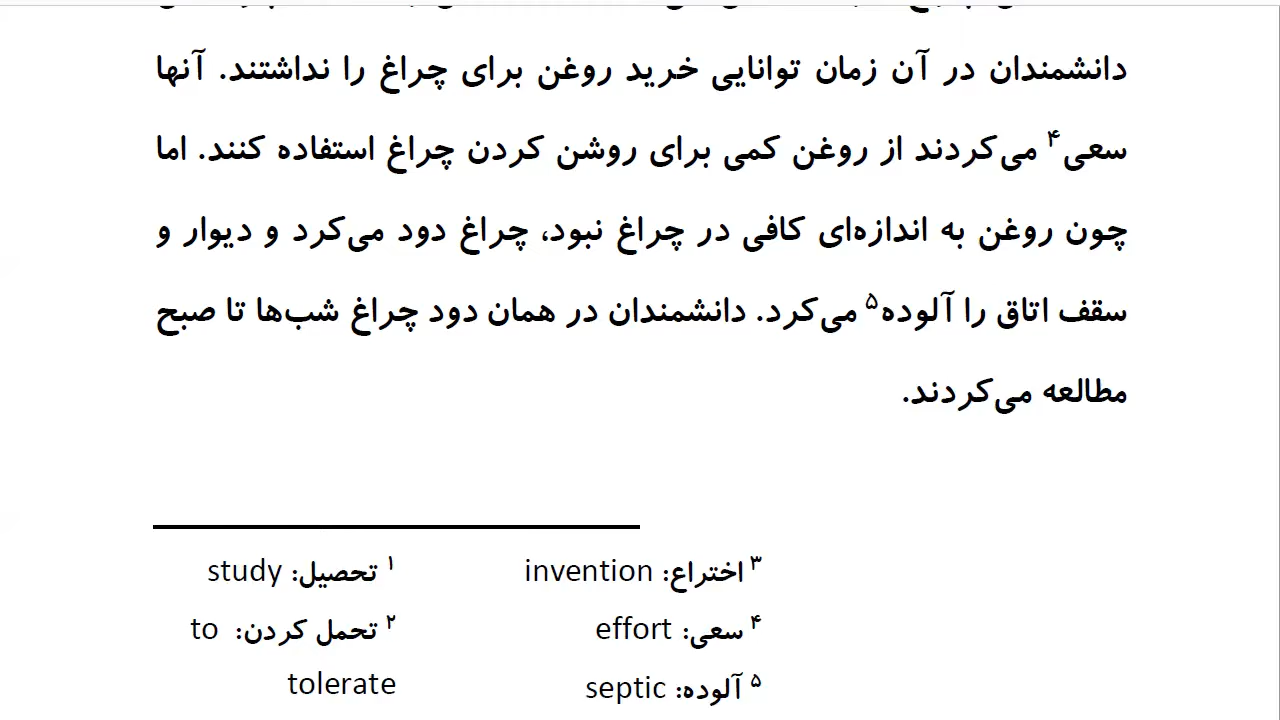 دانشمندان در آن زمان توانایی خرید روغن برای چراغ را نداشتند. آنها
سعی۴ می‌کردند از روغن کمی برای روشن کردن چراغ استفاده کنند. اما
چون روغن به اندازه‌ای کافی در چراغ نبود، چراغ دود می‌کرد و دیوار و
سقف اتاق را آلوده۵ می‌کرد. دانشمندان در همان دود چراغ شب‌ها تا صبح
مطالعه می‌کردند.
۳ اختراع: invention
۴ سعی: effort
۵ آلوده: septic
۱ تحصیل: study
۲ تحمل کردن: to
tolerate